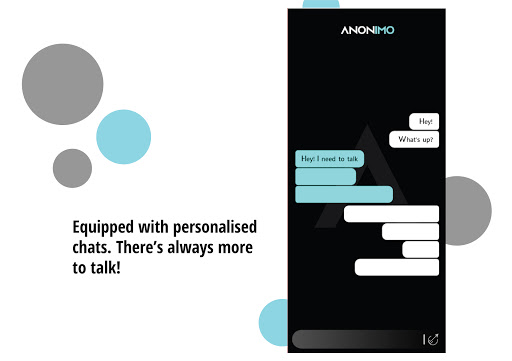 ANONIMO
Hey!
What's up?
Hey! I need to talk
Equipped with personalised
chats. There's always more
to talk!